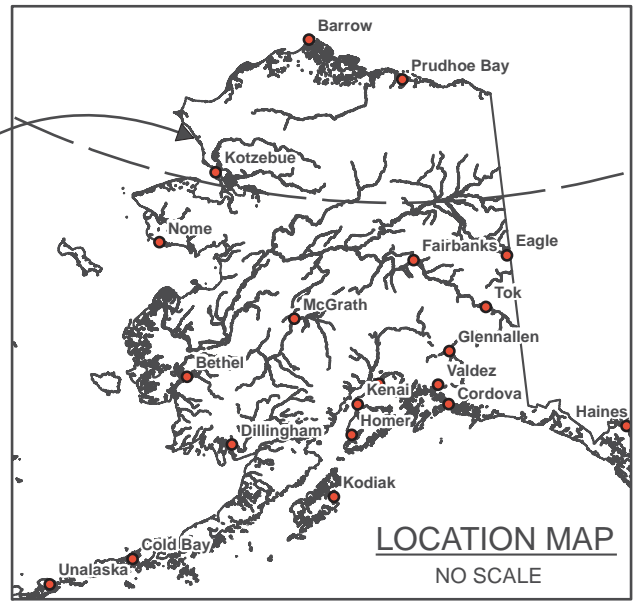 Barrow
Prudhoe Bay
Kotzebue
Nome
Fairbanks
Eagle
Tok
McGrath
Glennallen
Bethel
Valdez
Kenai
Cordova
Homer
Haines
Dillingham
Kodiak
LOCATION MAP
Cold Bay
NO SCALE
Unalaska